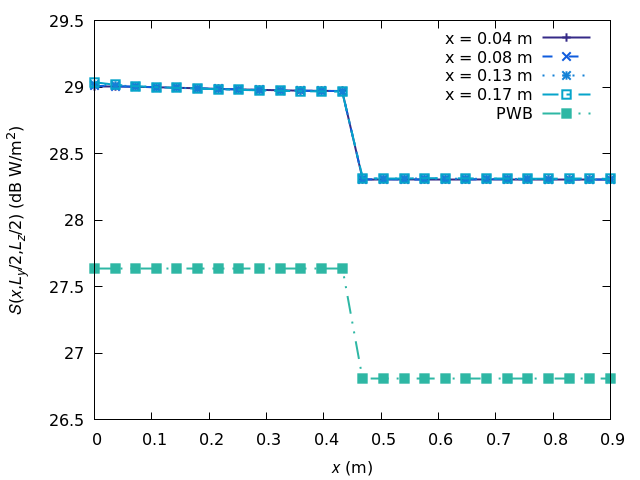 29.5
29
28.5
28
27.5
27
26.5
S(x,Ly/2,Lz/2) (dB W/m²)
x = 0.04 m
x = 0.08 m
x = 0.13 m
x = 0.17 m
PWB
0 0.1 0.2 0.3 0.4 0.5 0.6 0.7 0.8 0.9
x (m)